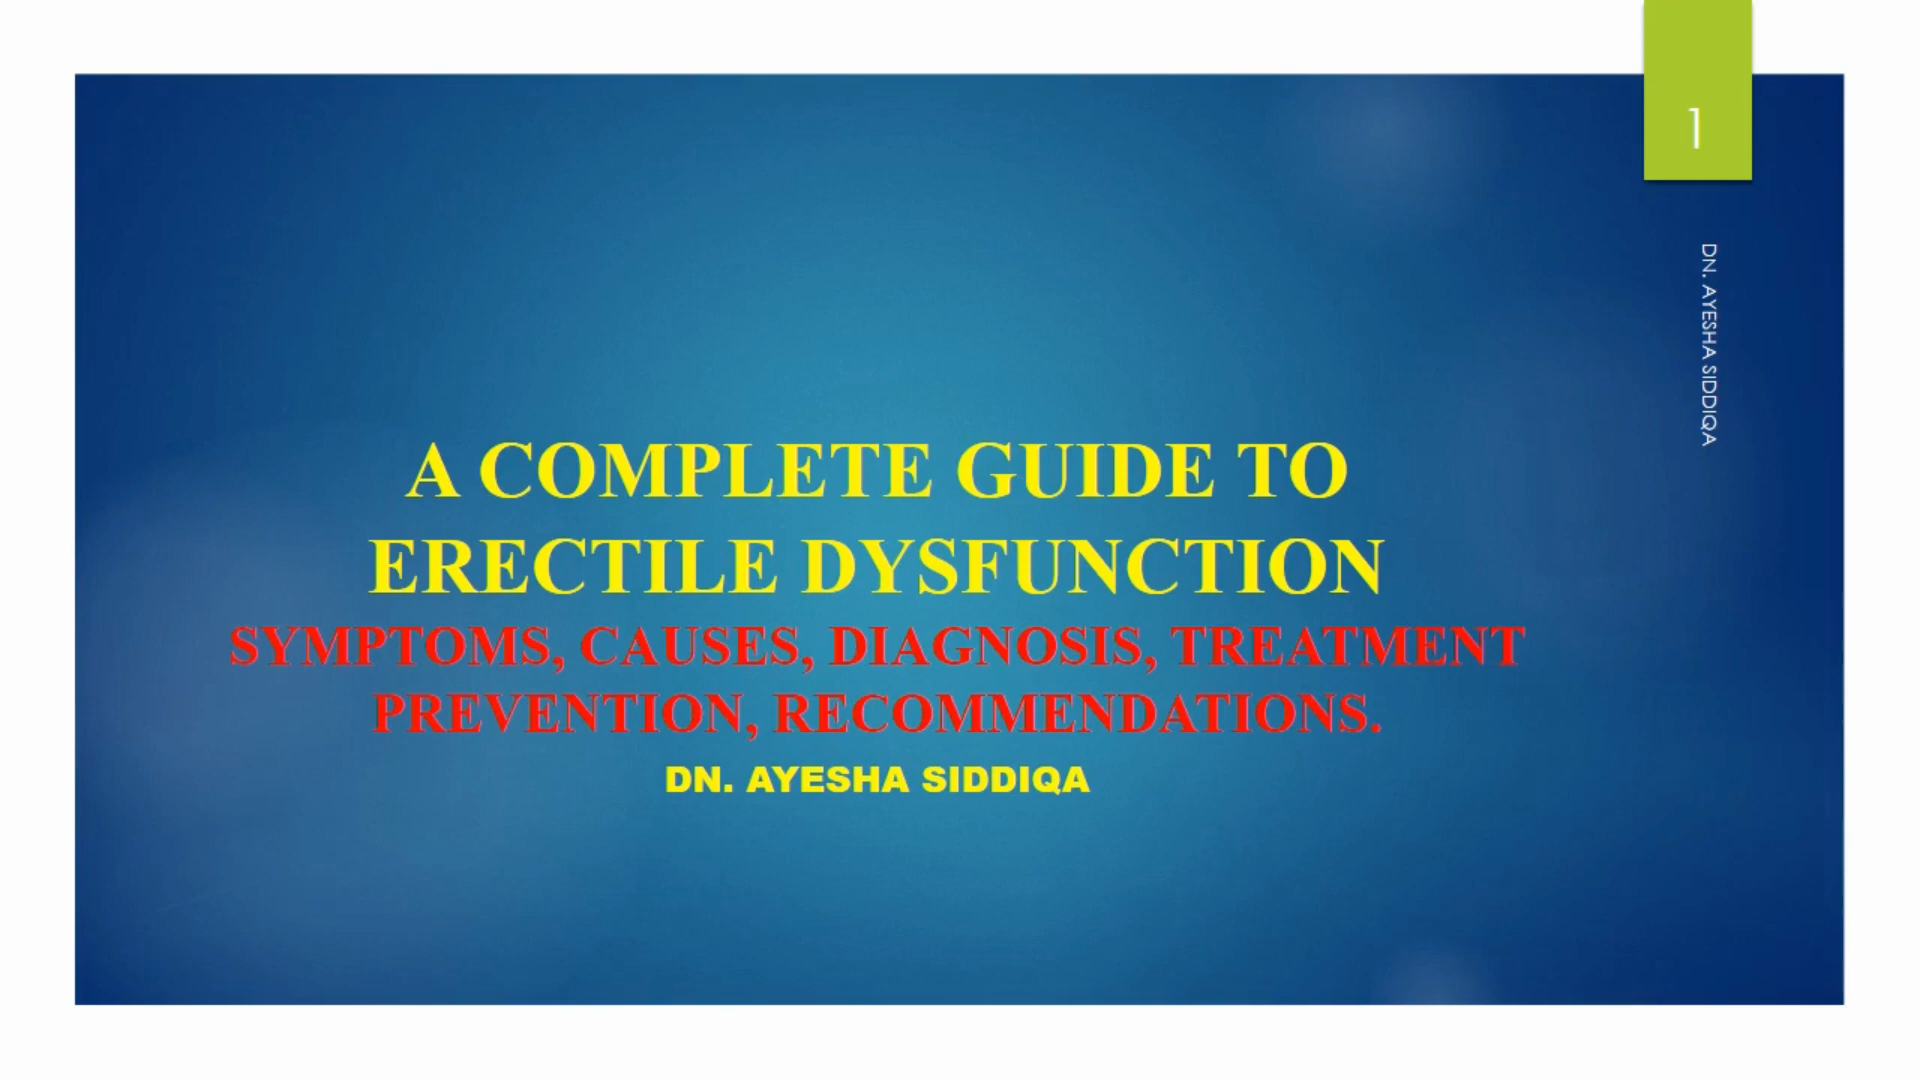 1
DN. AYESHA SIDDIQA
A COMPLETE GUIDE TO
ERECTILE DYSFUNCTION
SYMPTOMS, CAUSES, DIAGNOSIS, TREATMENT
PREVENTION, RECOMMENDATIONS.
DN. AYESHA SIDDIQA